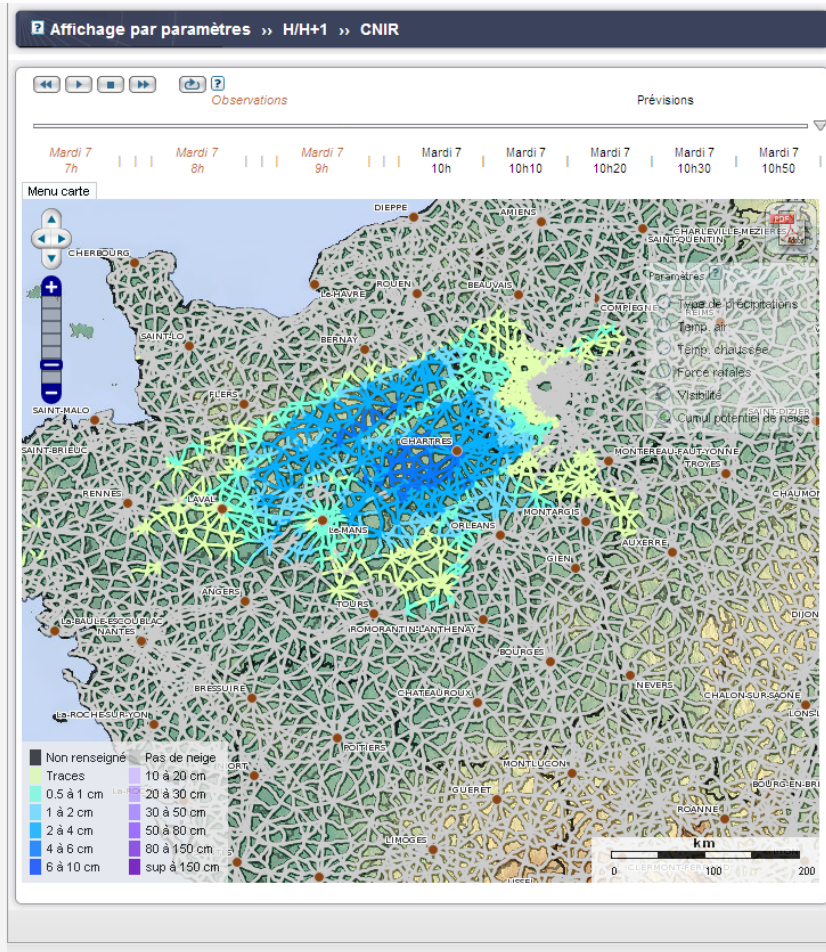 ? Affichage par paramètres ›› H/H+1 ›› CNIR
?
Observations
Prévisions
Mardi 7 7h
Mardi 7 8h
Mardi 7 9h
Mardi 7 10h
Mardi 7 10h10
Mardi 7 10h20
Mardi 7 10h30
Mardi 7 10h50
Menu carte
DIEPPE
AMIENS
PDF
CHARLEVILLE-MEZIERES
SAINT-QUENTIN
CHERBOURG
Paramètres ?
Le-HAVRE
ROUEN
BEAUVAIS
COMPIEGNE
Type de précipitations
REIMS
Temp. air
SAINT-LO
BERNAY
Temp. chaussée
Force rafales
FLERS
Visibilité
SAINT-MALO
Cumul potentiel de neige
SAINT-DIZIER
SAINT-BRIEUC
CHARTRES
MONTEREAU-FAUT-YONNE
TROYES
RENNES
LAVAL
CHAUMON
Le-MANS
ORLEANS
MONTARGIS
AUXERRE
GIEN
ANGERS
TOURS
La-BAULE-ESCOUBLAC
NANTES
ROMORANTIN-LANTHENAY
DIJON
BOURGES
BRESSUIRE
CHATEAUROUX
NEVERS
CHALON-SUR-SAONE
La-ROCHE-SUR-YON
LONS-L
POITIERS
MONTLUCON
GUERET
BOURG-EN-BR
ROANNE
LIMOGES
CLERMONT-FERRAND
USSEL
Non renseigné
Pas de neige
Traces
10 à 20 cm
0.5 à 1 cm
20 à 30 cm
1 à 2 cm
30 à 50 cm
2 à 4 cm
50 à 80 cm
4 à 6 cm
80 à 150 cm
6 à 10 cm
sup à 150 cm
km
0 100 200